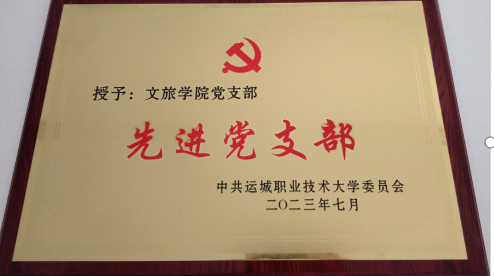 授予：文旅学院党支部
先进党支部
中共运城职业技术大学委员会
二〇二三年七月